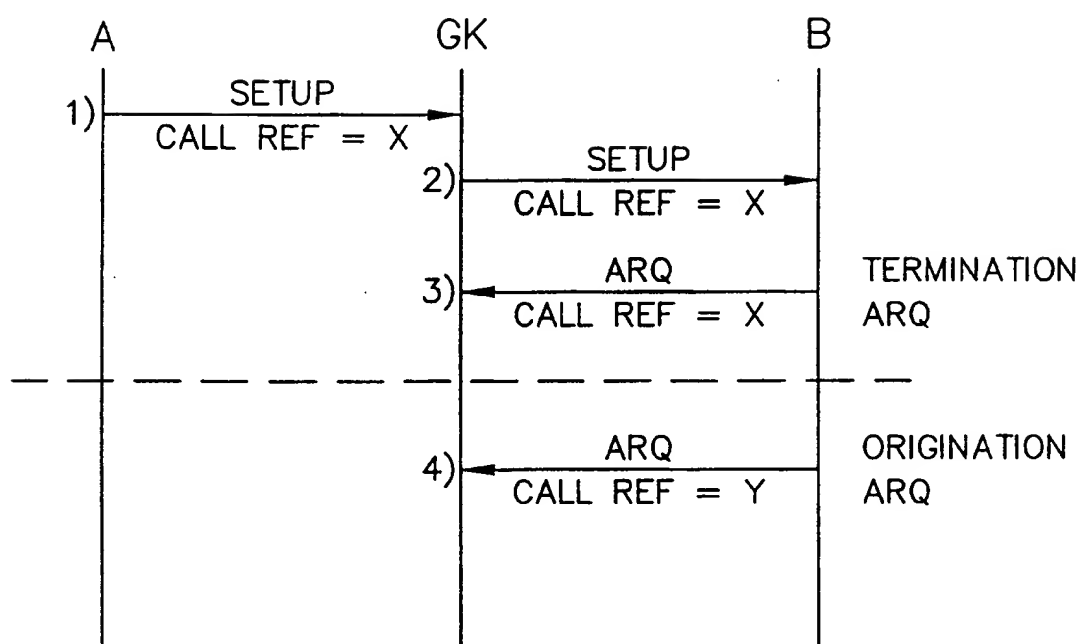 A GK B
1) SETUP
CALL REF = X
2) SETUP
CALL REF = X
3) ARQ TERMINATION
CALL REF = X ARQ
4) ARQ ORIGINATION
CALL REF = Y ARQ